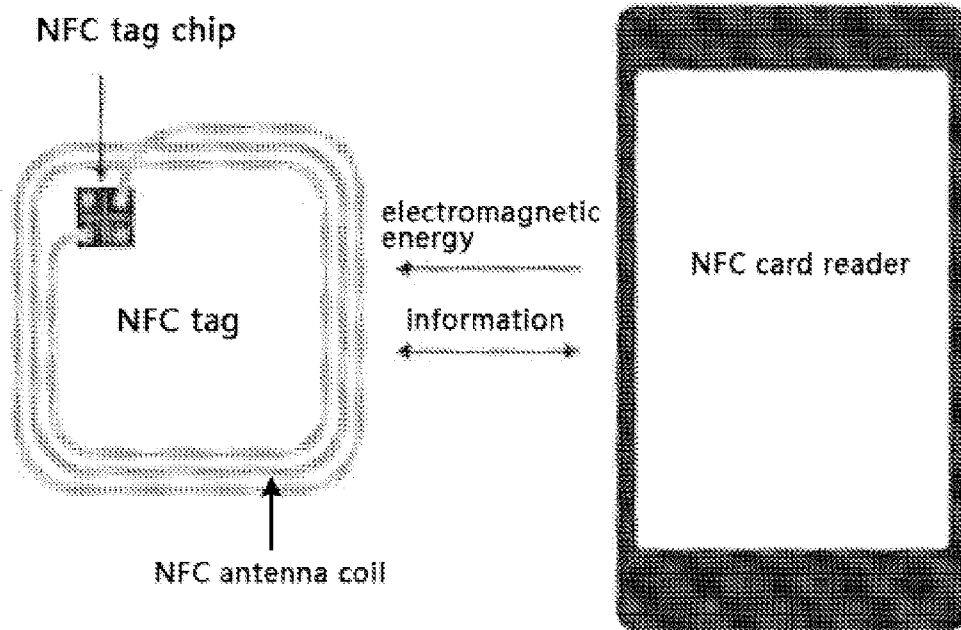 NFC tag chip
electromagnetic
energy
NFC card reader
NFC tag
information
NFC antenna coil